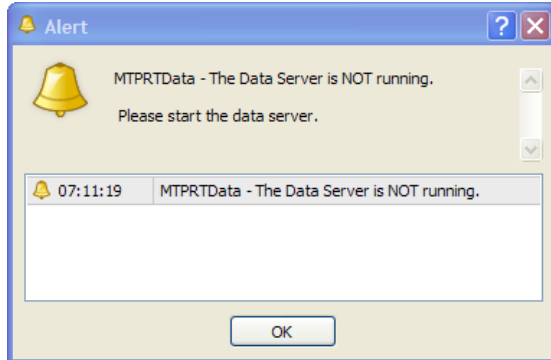 Alert
MTPRTData - The Data Server is NOT running.
Please start the data server.
07:11:19 MTPRTData - The Data Server is NOT running.
OK